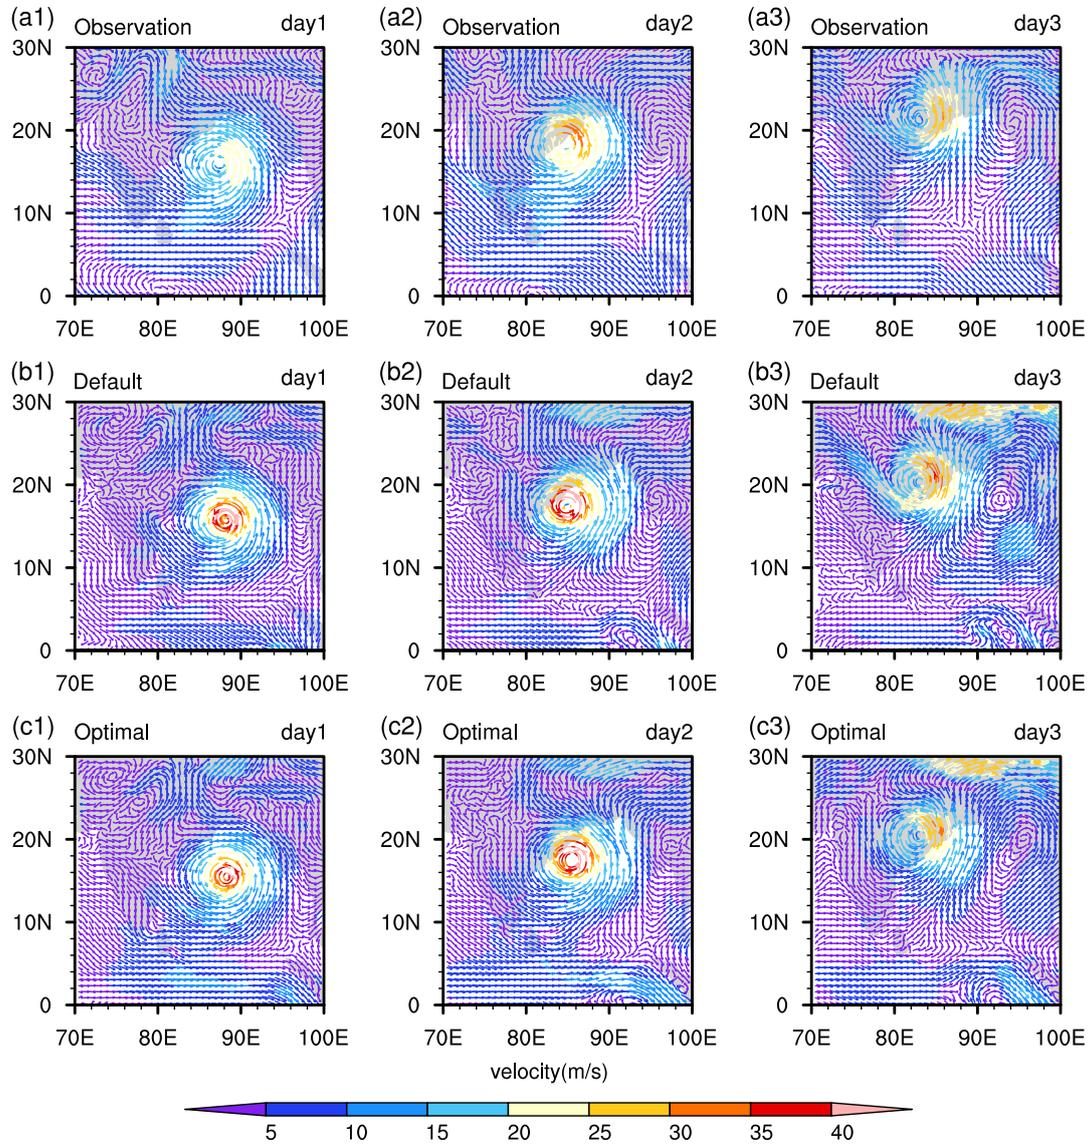 (a1) Observation day1 (a2) Observation day2 (a3) Observation day3
30N 30N 30N
20N 20N 20N
10N 10N 10N
0 0 0
70E 80E 90E 100E 70E 80E 90E 100E 70E 80E 90E 100E
(b1) Default day1 (b2) Default day2 (b3) Default day3
30N 30N 30N
20N 20N 20N
10N 10N 10N
0 0 0
70E 80E 90E 100E 70E 80E 90E 100E 70E 80E 90E 100E
(c1) Optimal day1 (c2) Optimal day2 (c3) Optimal day3
30N 30N 30N
20N 20N 20N
10N 10N 10N
0 0 0
70E 80E 90E 100E 70E 80E 90E 100E 70E 80E 90E 100E
velocity(m/s)
5 10 15 20 25 30 35 40